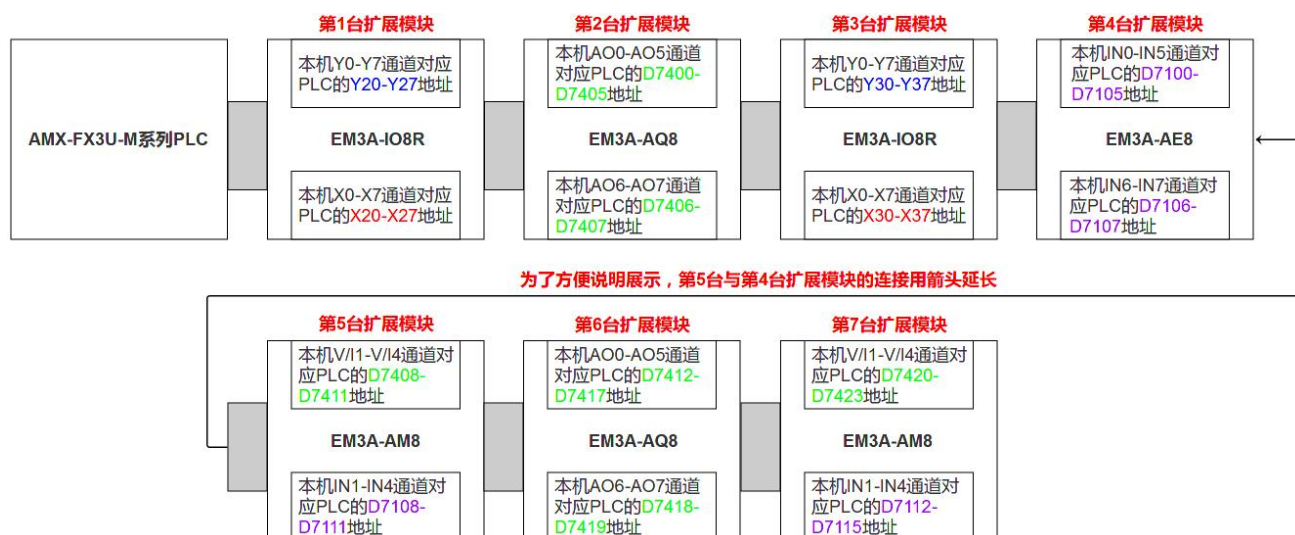 第1台扩展模块
第2台扩展模块
第3台扩展模块
第4台扩展模块
AMX-FX3U-M系列PLC
本机Y0-Y7通道对应
PLC的Y20-Y27地址
EM3A-IO8R
本机X0-X7通道对应
PLC的X20-X27地址
本机AO0-AO5通道
对应PLC的D7400-
D7405地址
EM3A-AQ8
本机AO6-AO7通道
对应PLC的D7406-
D7407地址
本机Y0-Y7通道对应
PLC的Y30-Y37地址
EM3A-IO8R
本机X0-X7通道对应
PLC的X30-X37地址
本机IN0-IN5通道对
应PLC的D7100-
D7105地址
EM3A-AE8
本机IN6-IN7通道对
应PLC的D7106-
D7107地址
为了方便说明展示，第5台与第4台扩展模块的连接用箭头延长
第5台扩展模块
第6台扩展模块
第7台扩展模块
本机V/I1-V/I4通道对
应PLC的D7408-
D7411地址
EM3A-AM8
本机IN1-IN4通道对
应PLC的D7108-
D7111地址
本机AO0-AO5通道
对应PLC的D7412-
D7417地址
EM3A-AQ8
本机AO6-AO7通道
对应PLC的D7418-
D7419地址
本机V/I1-V/I4通道对
应PLC的D7420-
D7423地址
EM3A-AM8
本机IN1-IN4通道对
应PLC的D7112-
D7115地址